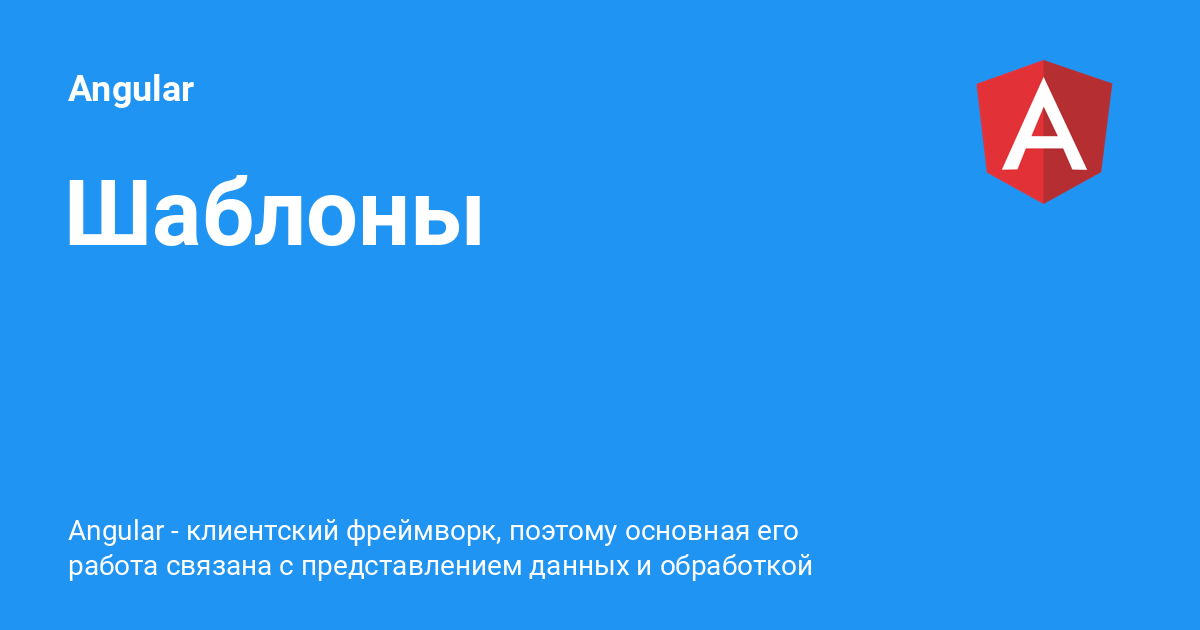 Angular
Шаблоны
Angular - клиентский фреймворк, поэтому основная его
работа связана с представлением данных и обработкой